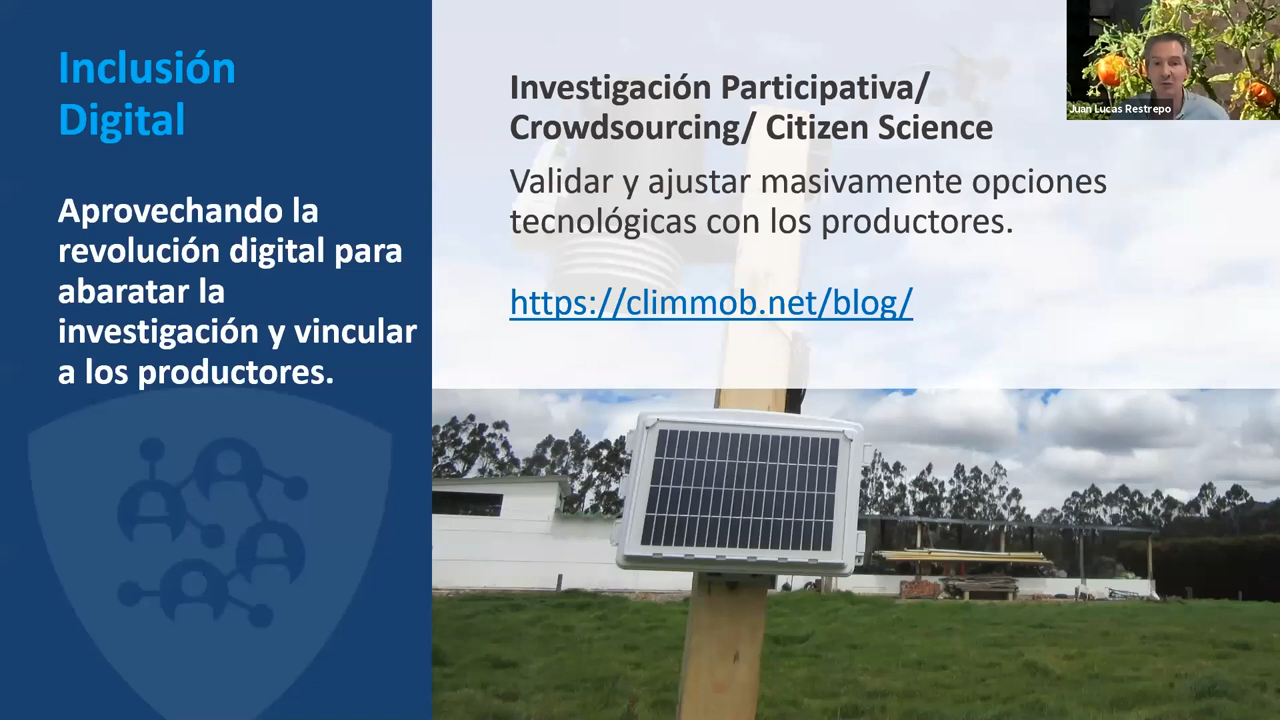 Inclusión
Digital
Aprovechando la
revolución digital para
abaratar la
investigación y vincular
a los productores.
Investigación Participativa/
Crowdsourcing/ Citizen Science
Validar y ajustar masivamente opciones
tecnológicas con los productores.
https://climmob.net/blog/
Juan Lucas Restrepo